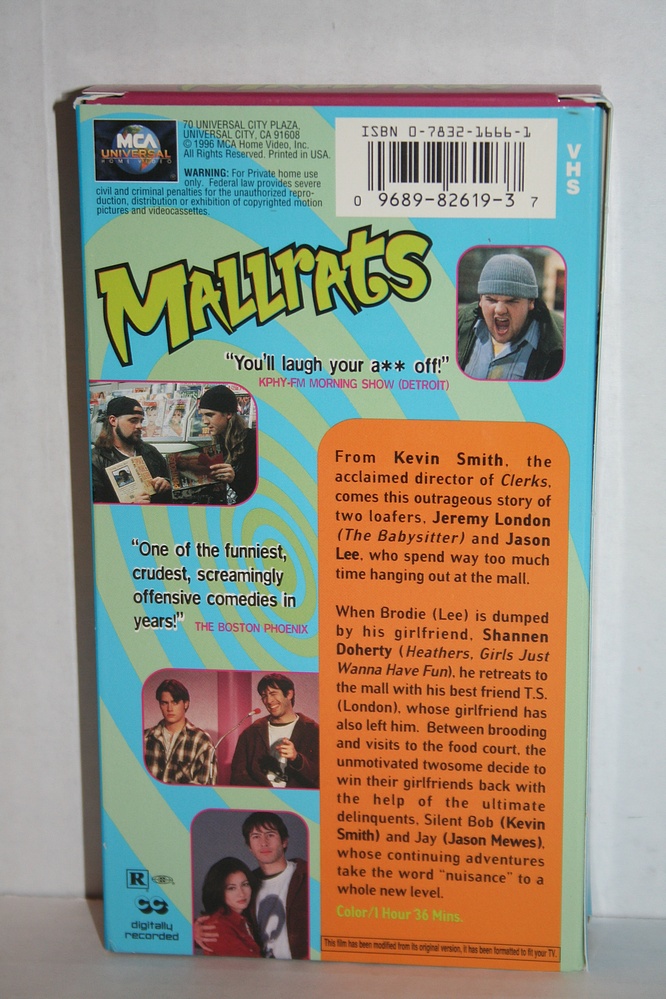 MCA
UNIVERSAL
HOME VIDEO
70 UNIVERSAL CITY PLAZA,
UNIVERSAL CITY, CA 91608
© 1996 MCA Home Video, Inc.
All Rights Reserved. Printed in USA.
WARNING: For Private home use
only. Federal law provides severe
civil and criminal penalties for the unauthorized repro-
duction, distribution or exhibition of copyrighted motion
pictures and videocassettes.
ISBN 0-7832-1666-1
0 9689-82619-3 7
VHS
MALLRATS
“You'll laugh your a** off!”
KPHY-FM MORNING SHOW (DETROIT)
From Kevin Smith, the
acclaimed director of Clerks,
comes this outrageous story of
two loafers, Jeremy London
(The Babysitter) and Jason
Lee, who spend way too much
time hanging out at the mall.
“One of the funniest,
crudest, screamingly
offensive comedies in
years!” THE BOSTON PHOENIX
When Brodie (Lee) is dumped
by his girlfriend, Shannen
Doherty (Heathers, Girls Just
Wanna Have Fun), he retreats to
the mall with his best friend T.S.
(London), whose girlfriend has
also left him. Between brooding
and visits to the food court, the
unmotivated twosome decide to
win their girlfriends back with
the help of the ultimate
delinquents, Silent Bob (Kevin
Smith) and Jay (Jason Mewes),
whose continuing adventures
take the word "nuisance" to a
whole new level.
Color/1 Hour 36 Mins.
R
CC
digitally
recorded
This film has been modified from its original version. It has been formatted to fit your TV.